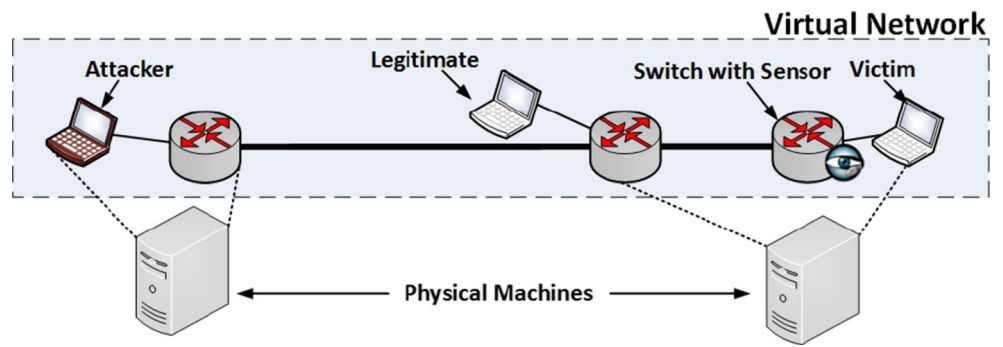 Virtual Network
Attacker
Legitimate
Switch with Sensor
Victim
Physical Machines